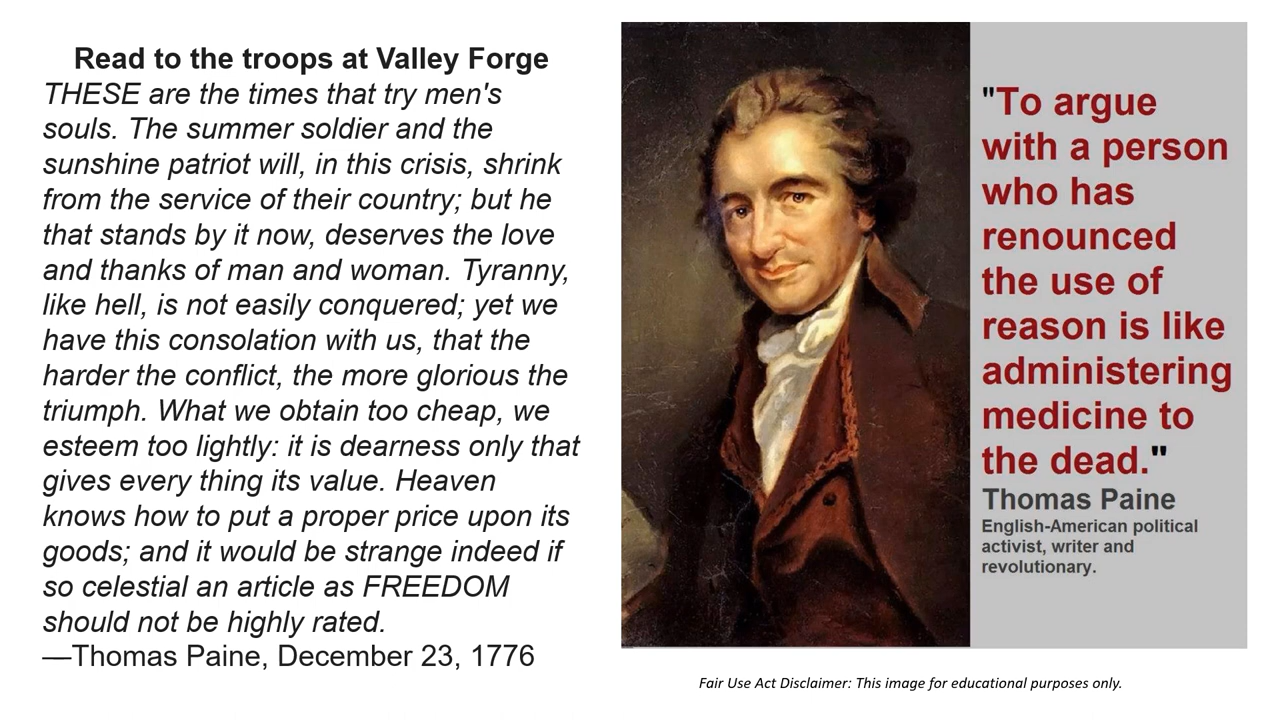 Read to the troops at Valley Forge
THESE are the times that try men's
souls. The summer soldier and the
sunshine patriot will, in this crisis, shrink
from the service of their country; but he
that stands by it now, deserves the love
and thanks of man and woman. Tyranny,
like hell, is not easily conquered; yet we
have this consolation with us, that the
harder the conflict, the more glorious the
triumph. What we obtain too cheap, we
esteem too lightly: it is dearness only that
gives every thing its value. Heaven
knows how to put a proper price upon its
goods; and it would be strange indeed if
so celestial an article as FREEDOM
should not be highly rated.
—Thomas Paine, December 23, 1776
"To argue
with a person
who has
renounced
the use of
reason is like
administering
medicine to
the dead."
Thomas Paine
English-American political
activist, writer and
revolutionary.
Fair Use Act Disclaimer: This image for educational purposes only.